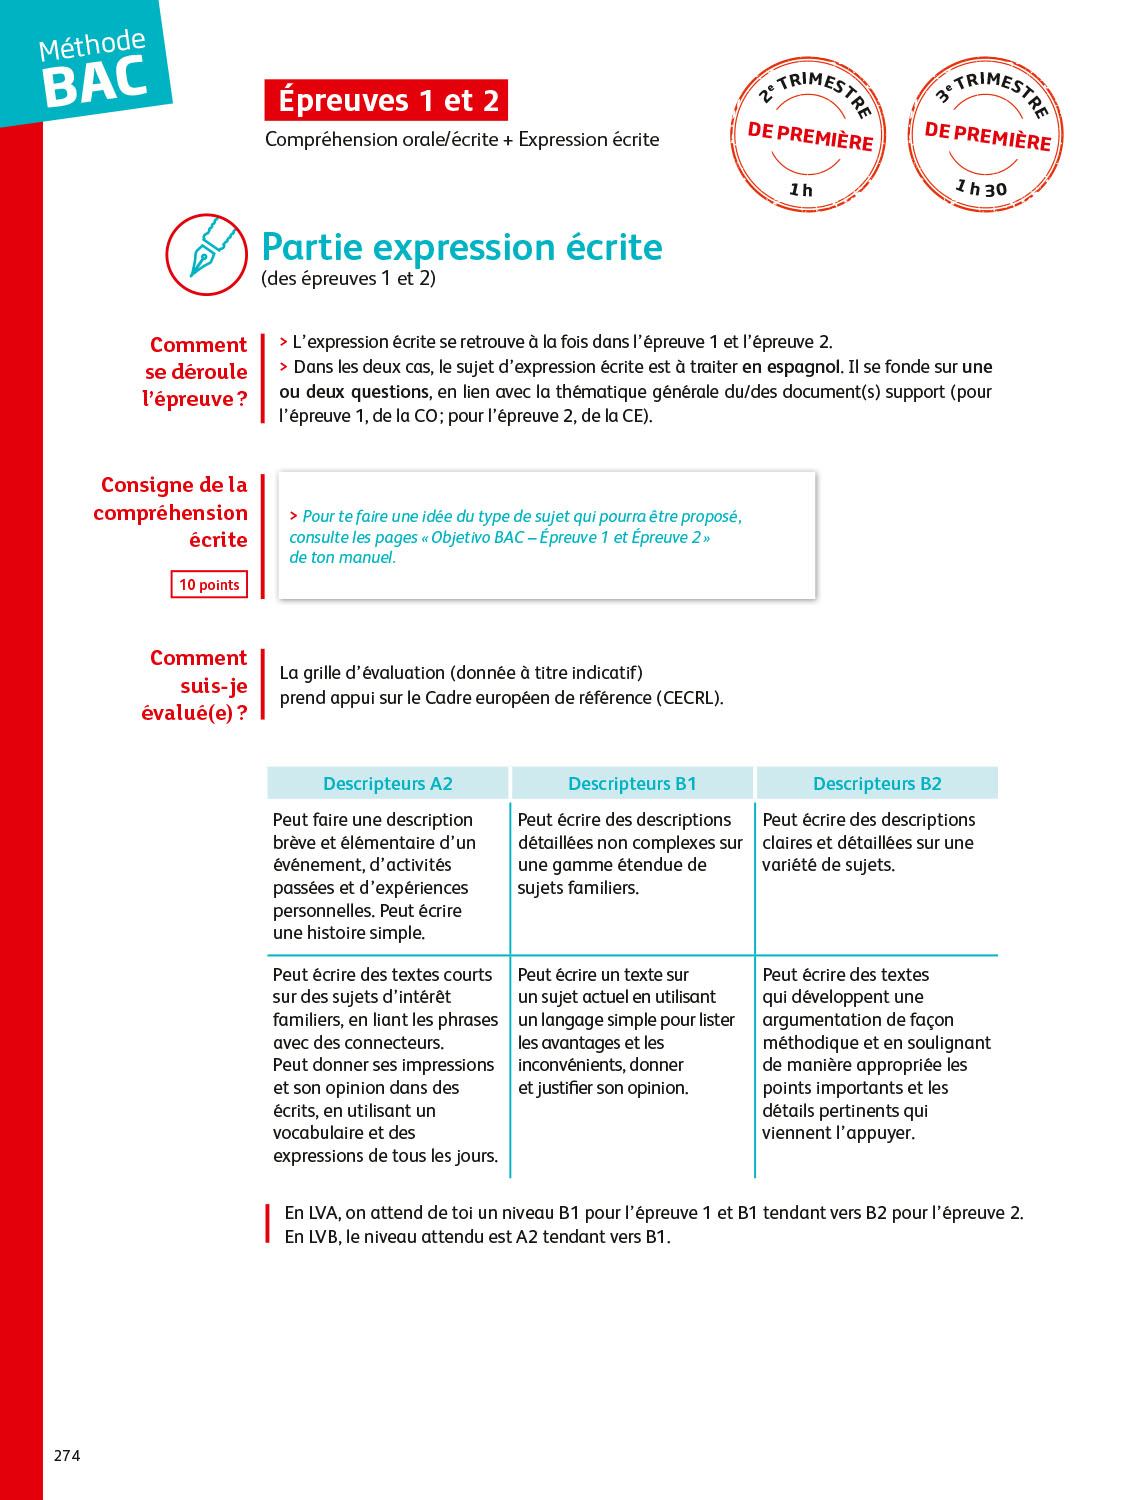 Méthode
BAC
Épreuves 1 et 2
Compréhension orale/écrite + Expression écrite
2e TRIMESTRE
DE PREMIÈRE
1 h
3e TRIMESTRE
DE PREMIÈRE
1 h 30
Partie expression écrite
(des épreuves 1 et 2)
Comment
se déroule
l’épreuve ?
> L’expression écrite se retrouve à la fois dans l’épreuve 1 et l’épreuve 2.
> Dans les deux cas, le sujet d’expression écrite est à traiter en espagnol. Il se fonde sur une
ou deux questions, en lien avec la thématique générale du/des document(s) support (pour
l’épreuve 1, de la CO ; pour l’épreuve 2, de la CE).
Consigne de la
compréhension
écrite
10 points
> Pour te faire une idée du type de sujet qui pourra être proposé,
consulte les pages « Objetivo BAC – Épreuve 1 et Épreuve 2 »
de ton manuel.
Comment
suis-je
évalué(e) ?
La grille d’évaluation (donnée à titre indicatif)
prend appui sur le Cadre européen de référence (CECRL).
Descripteurs A2
Descripteurs B1
Descripteurs B2
Peut faire une description
brève et élémentaire d’un
événement, d’activités
passées et d’expériences
personnelles. Peut écrire
une histoire simple.
Peut écrire des descriptions
détaillées non complexes sur
une gamme étendue de
sujets familiers.
Peut écrire des descriptions
claires et détaillées sur une
variété de sujets.
Peut écrire des textes courts
sur des sujets d’intérêt
familiers, en liant les phrases
avec des connecteurs.
Peut donner ses impressions
et son opinion dans des
écrits, en utilisant un
vocabulaire et des
expressions de tous les jours.
Peut écrire un texte sur
un sujet actuel en utilisant
un langage simple pour lister
les avantages et les
inconvénients, donner
et justifier son opinion.
Peut écrire des textes
qui développent une
argumentation de façon
méthodique et en soulignant
de manière appropriée les
points importants et les
détails pertinents qui
viennent l’appuyer.
En LVA, on attend de toi un niveau B1 pour l’épreuve 1 et B1 tendant vers B2 pour l’épreuve 2.
En LVB, le niveau attendu est A2 tendant vers B1.
274